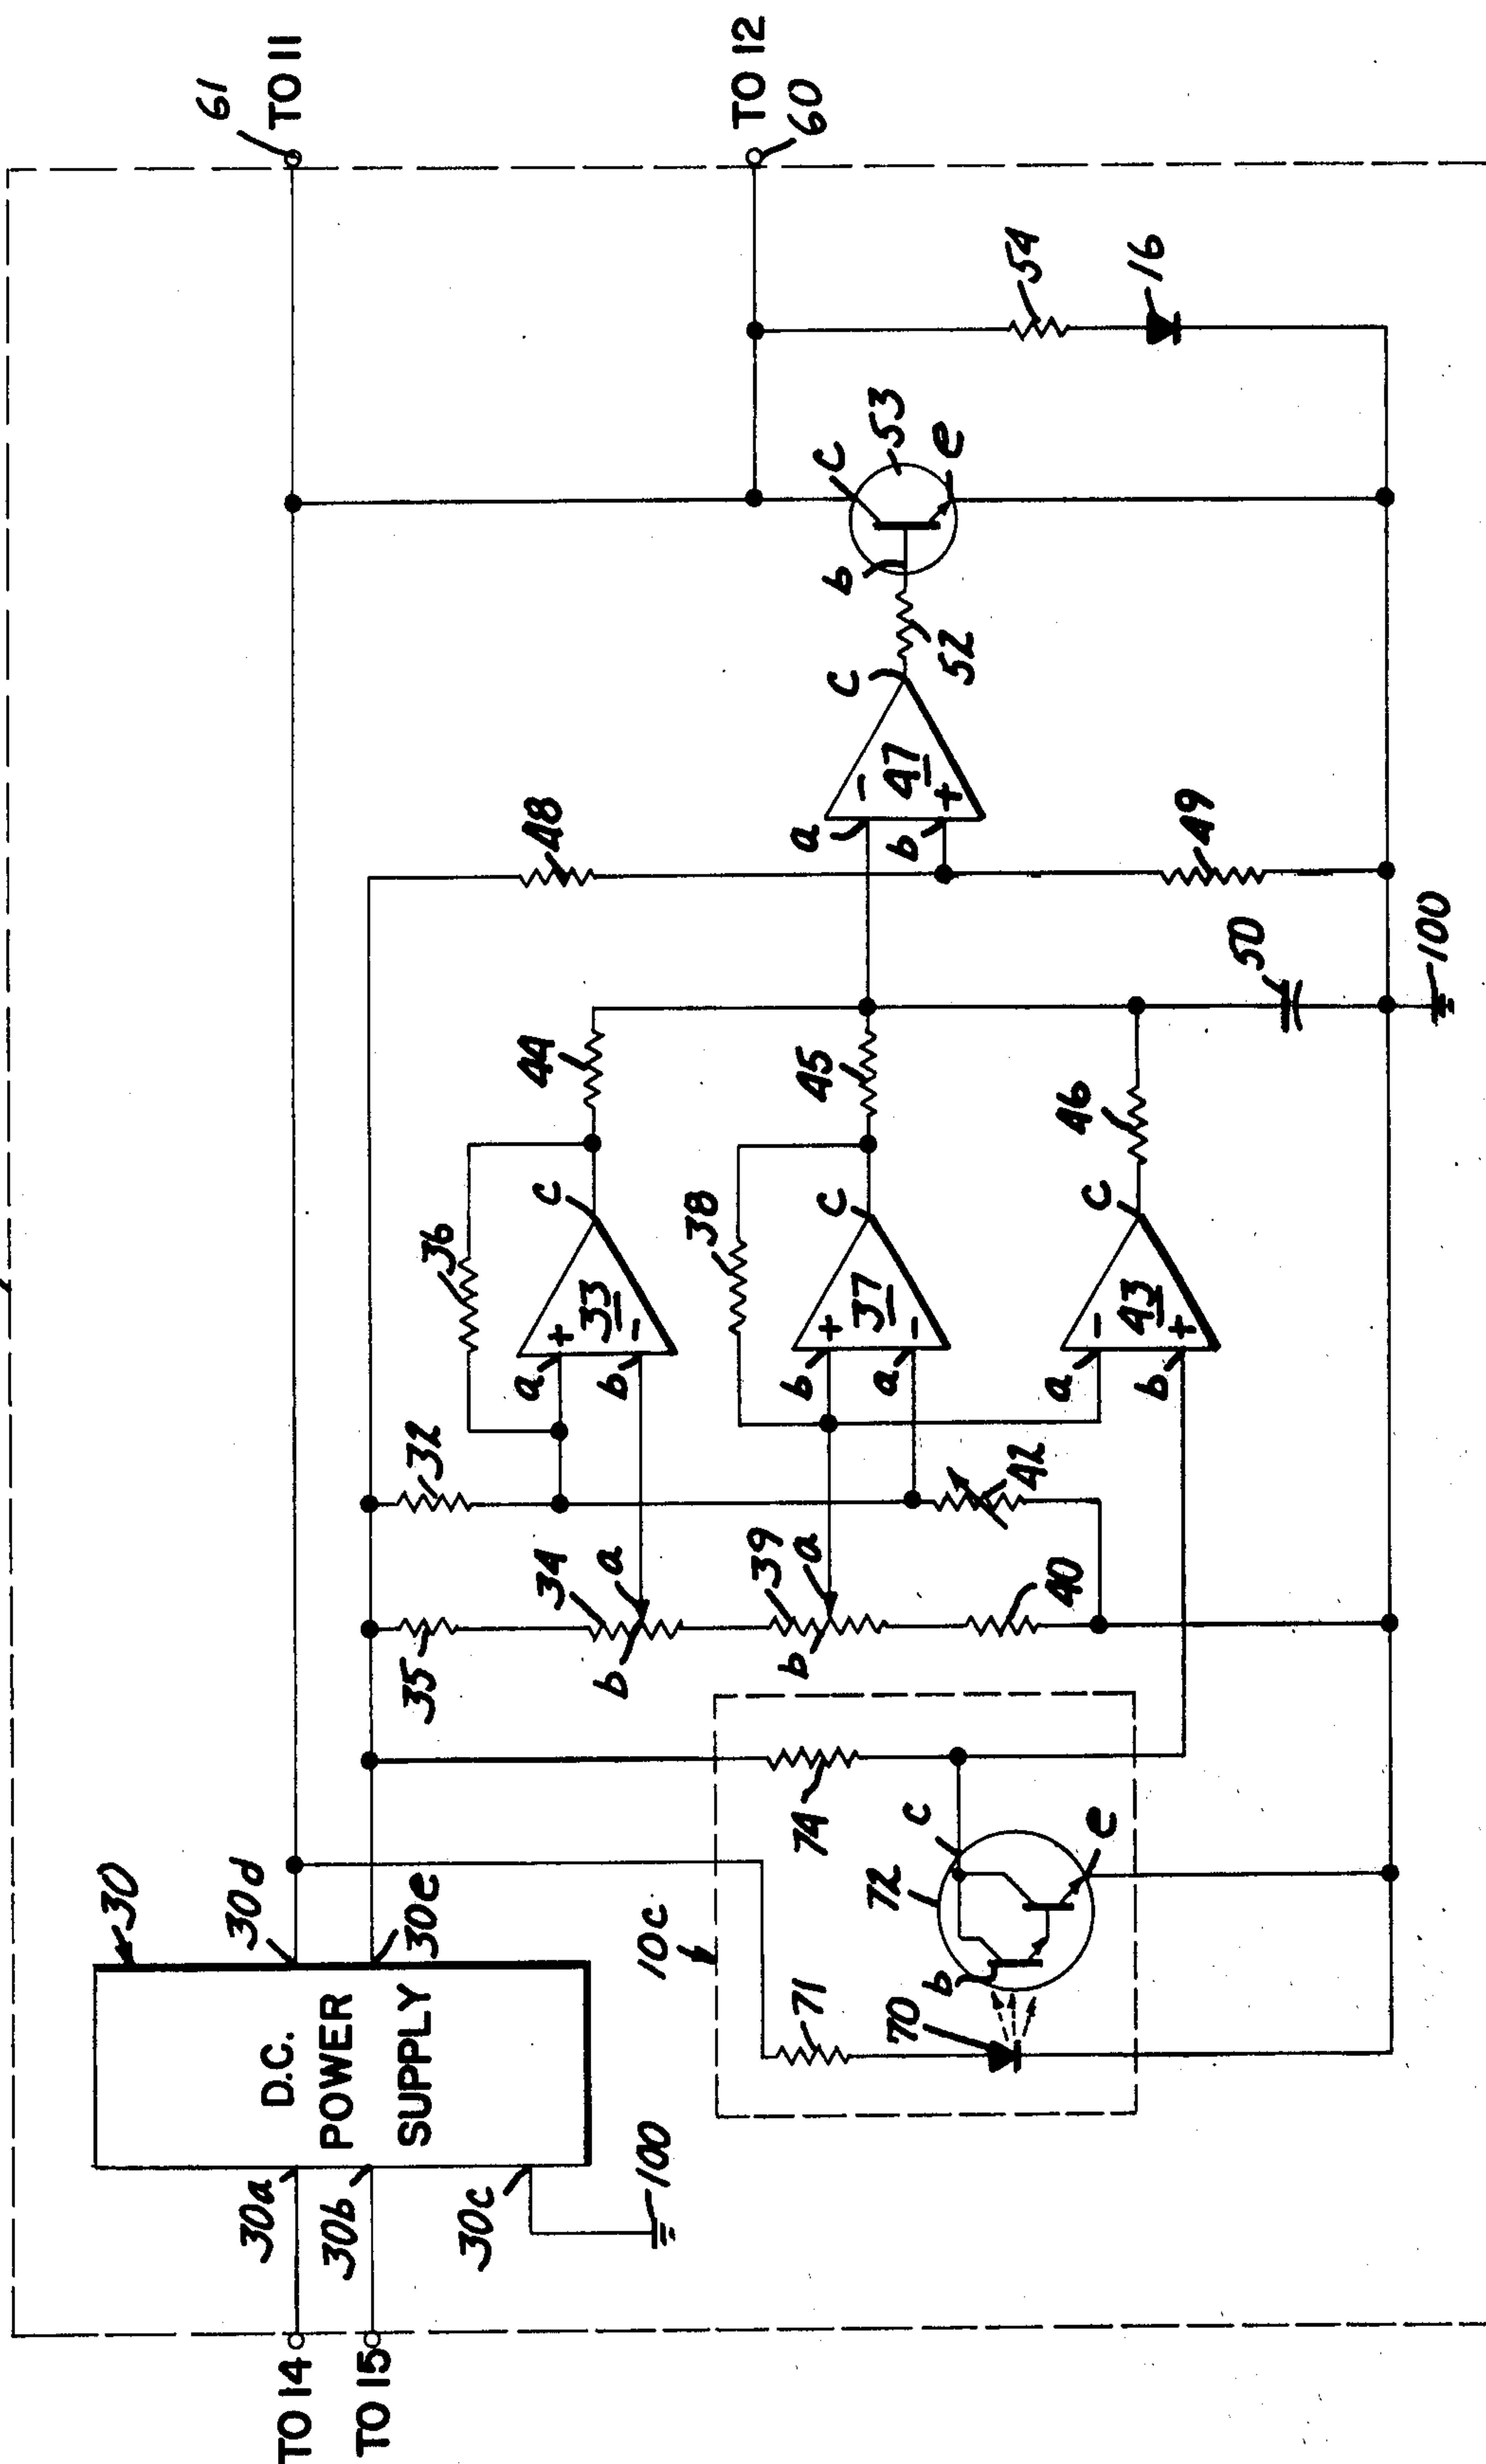 TO 14
TO 15
30a
30b
30c
100
D.C.
POWER
SUPPLY
30
30d
30e
10c
71
70
72
b
c
e
74
35
34
a
b
39
a
b
40
32
42
36
a
b
+
33
−
c
38
b
a
+
37
−
c
a
b
−
43
+
c
44
45
46
50
100
48
49
a
b
−
47
+
c
52
b
c
53
e
54
16
61
TO 11
TO 12
60